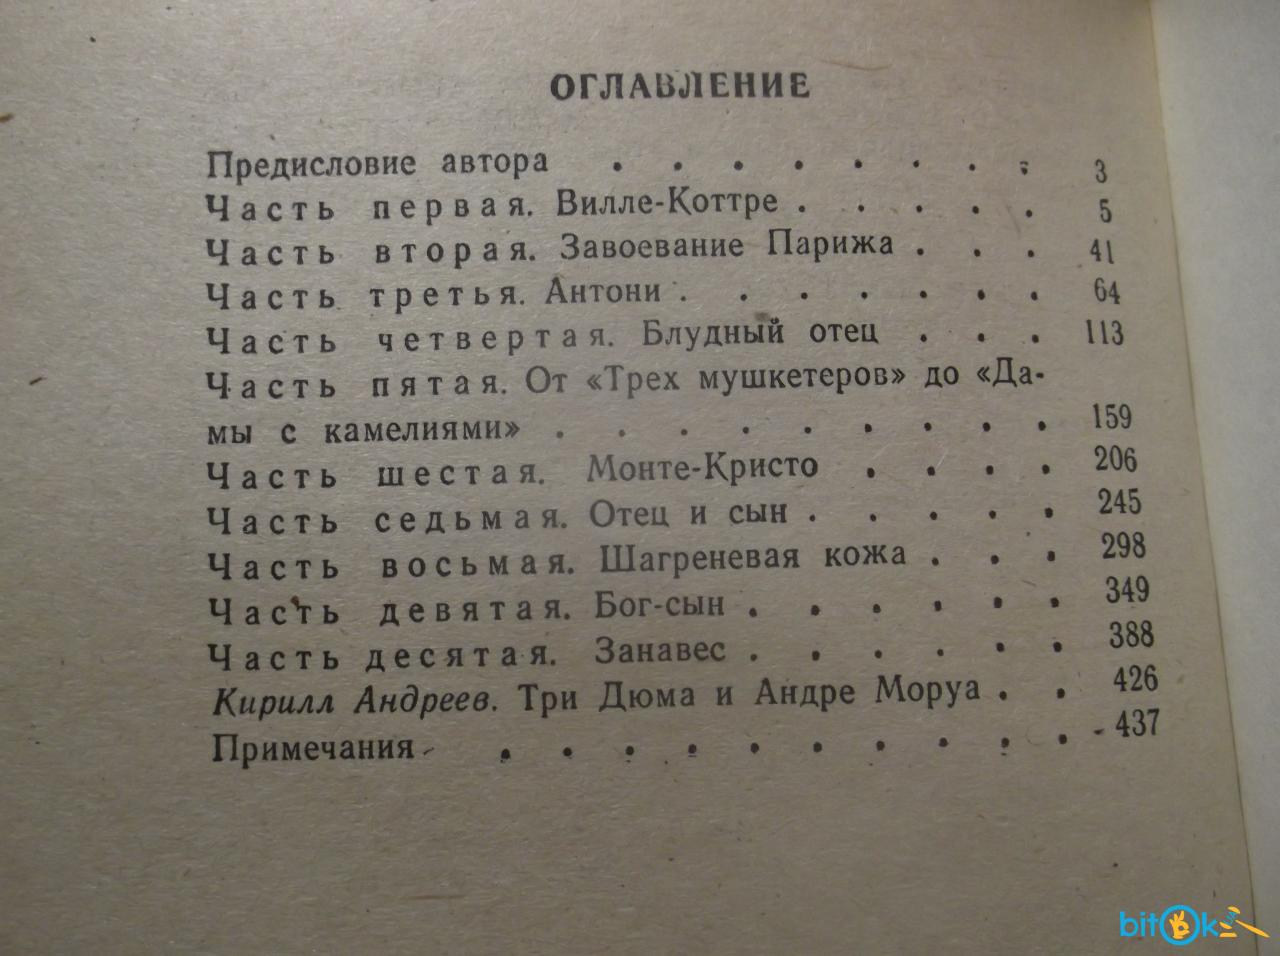 ОГЛАВЛЕНИЕ
Предисловие автора . . . . . . . . 3
Часть первая. Вилле-Коттре . . . . . 5
Часть вторая. Завоевание Парижа . . . 41
Часть третья. Антони . . . . . . . 64
Часть четвертая. Блудный отец . . . 113
Часть пятая. От «Трех мушкетеров» до «Да-
мы с камелиями» . . . . . . . . . 159
Часть шестая. Монте-Кристо . . . . 206
Часть седьмая. Отец и сын . . . . . 245
Часть восьмая. Шагреневая кожа . . . 298
Часть девятая. Бог-сын . . . . . . 349
Часть десятая. Занавес . . . . . . 388
Кирилл Андреев. Три Дюма и Андре Моруа . . 426
Примечания . . . . . . . . . . 437
bitok